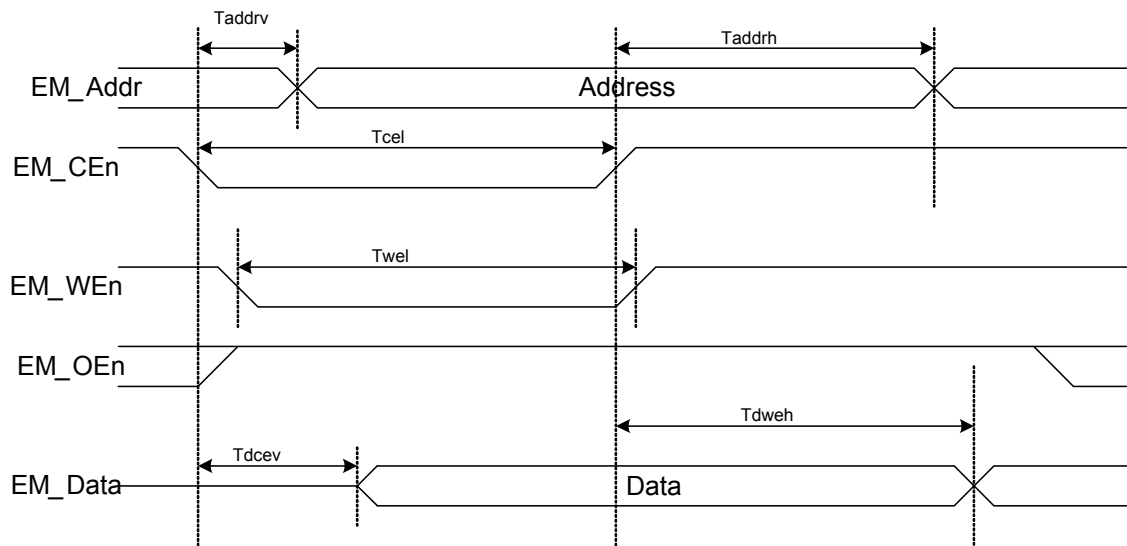 Taddrv
Taddrh
EM_Addr
Address
Tcel
EM_CEn
Twel
EM_WEn
EM_OEn
Tdweh
Tdcev
EM_Data
Data